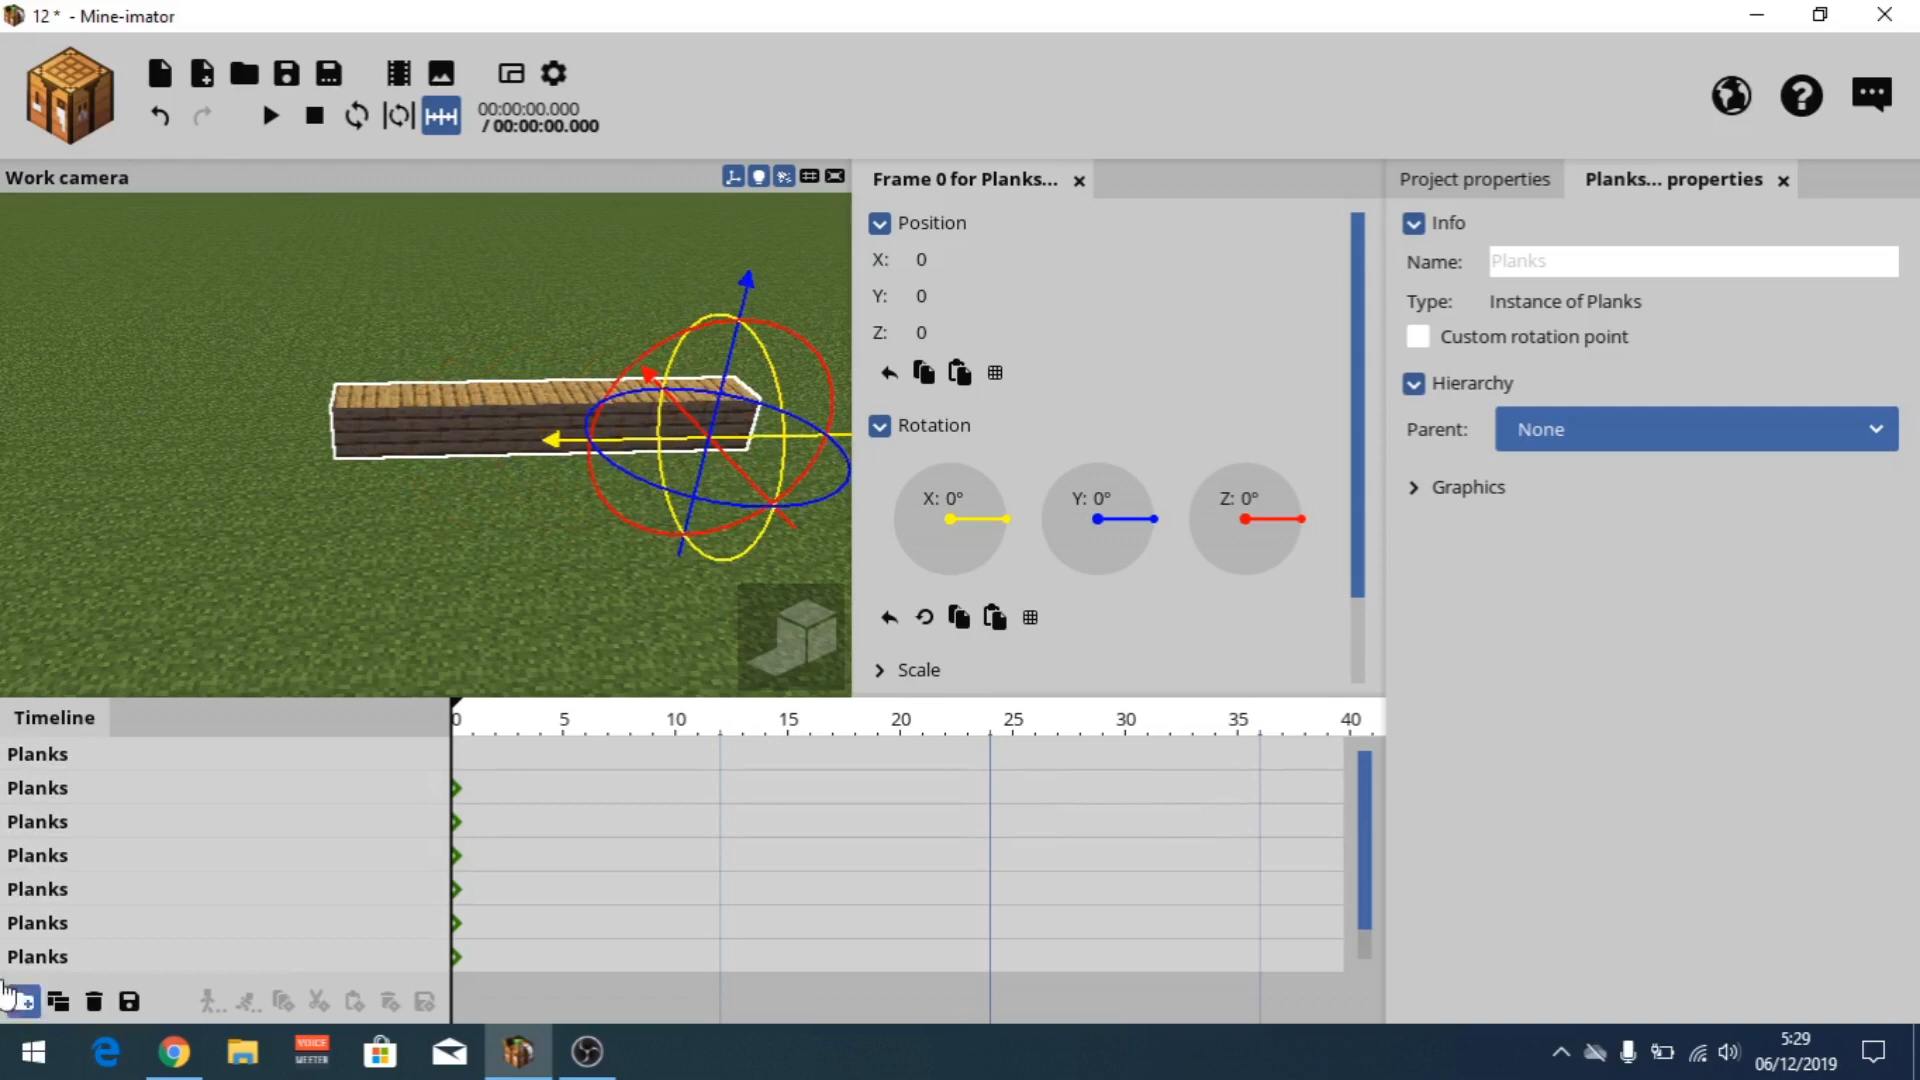 12 * - Mine-imator
00:00:00.000
/ 00:00:00.000
Work camera
Frame 0 for Planks...
Position
X: 0
Y: 0
Z: 0
Rotation
X: 0°
Y: 0°
Z: 0°
Scale
Project properties
Planks... properties
Info
Name: Planks
Type: Instance of Planks
Custom rotation point
Hierarchy
Parent: None
Graphics
Timeline
0 5 10 15 20 25 30 35 40
Planks
Planks
Planks
Planks
Planks
Planks
Planks
VOICE
MEETER
5:29
06/12/2019